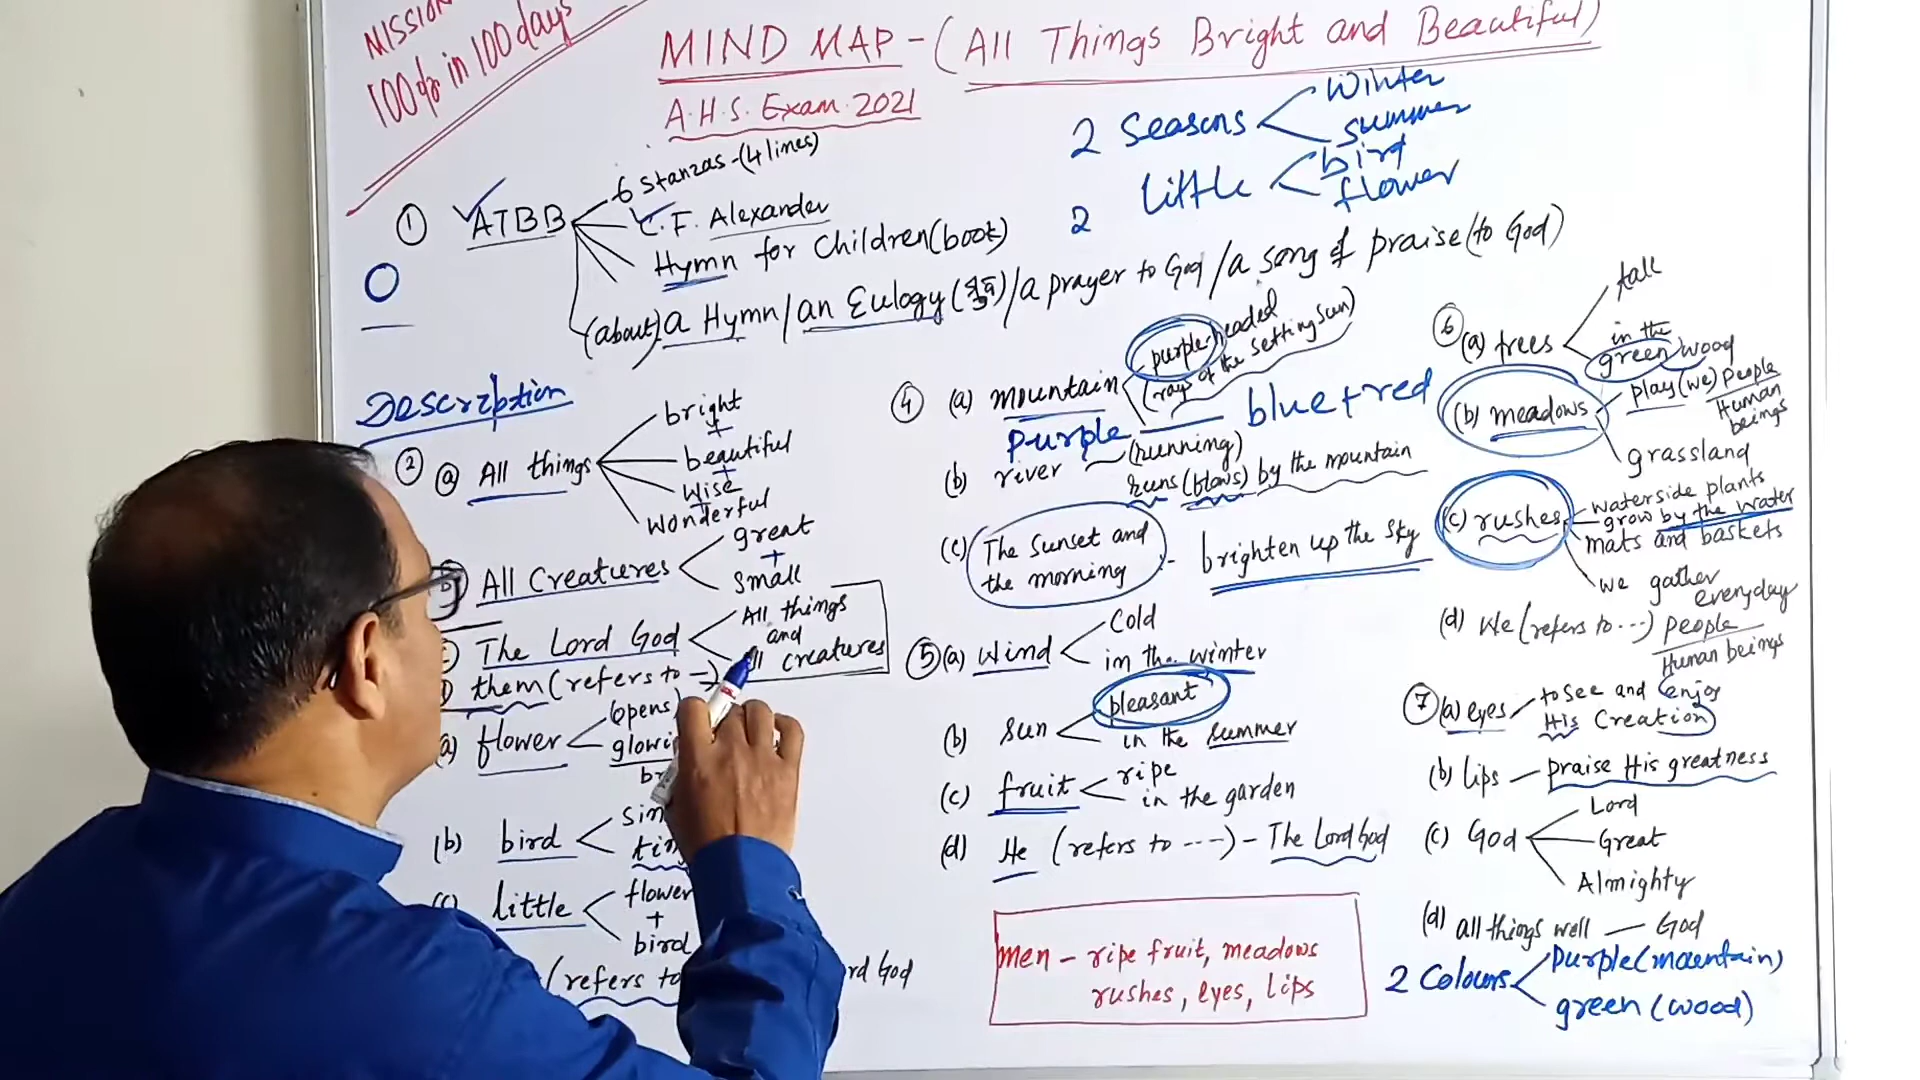 MISSION
100% in 100 days
MIND MAP - (All Things Bright and Beautiful)
A.H.S. Exam. 2021
2 Seasons
Winter
Summer
2 little
bird
flower
① ATBB
6 stanzas-(4 lines)
C.F. Alexander
Hymn for Children (book)
(about) a Hymn/an Eulogy ( )/a prayer to God/a song of praise (to God)
Description
② (a) All things
bright
+
beautiful
+
wise
+
wonderful
(b) All Creatures
great
+
small
The Lord God
All things
and
All creatures
them (refers to -)
(a) flower
opens
(b) bird
(c) little
flower
+
bird
(refers to
Lord God
④ (a) mountain
purple-headed
(rays of the setting sun)
purple — blue + red
(b) river
(running)
runs (flows) by the mountain
(c) The Sunset and
the morning
- brighten up the sky
⑤ (a) Wind
Cold
in the winter
(b) sun
pleasant
in the summer
(c) fruit
ripe
in the garden
(d) He (refers to ----) - The Lord God
men - ripe fruit, meadows
rushes, eyes, lips
⑥ (a) trees
tall
in the
green wood
(b) meadows
play (we) people
Human
beings
grassland
(c) rushes
waterside plants
grow by the water
mats and baskets
we gather
everyday
(d) We (refers to ...) people
Human beings
⑦ (a) eyes
to see and enjoy
His Creation
(b) lips — praise His greatness
(c) God
Lord
Great
Almighty
(d) all things well — God
2 Colours
purple (mountain)
green (wood)